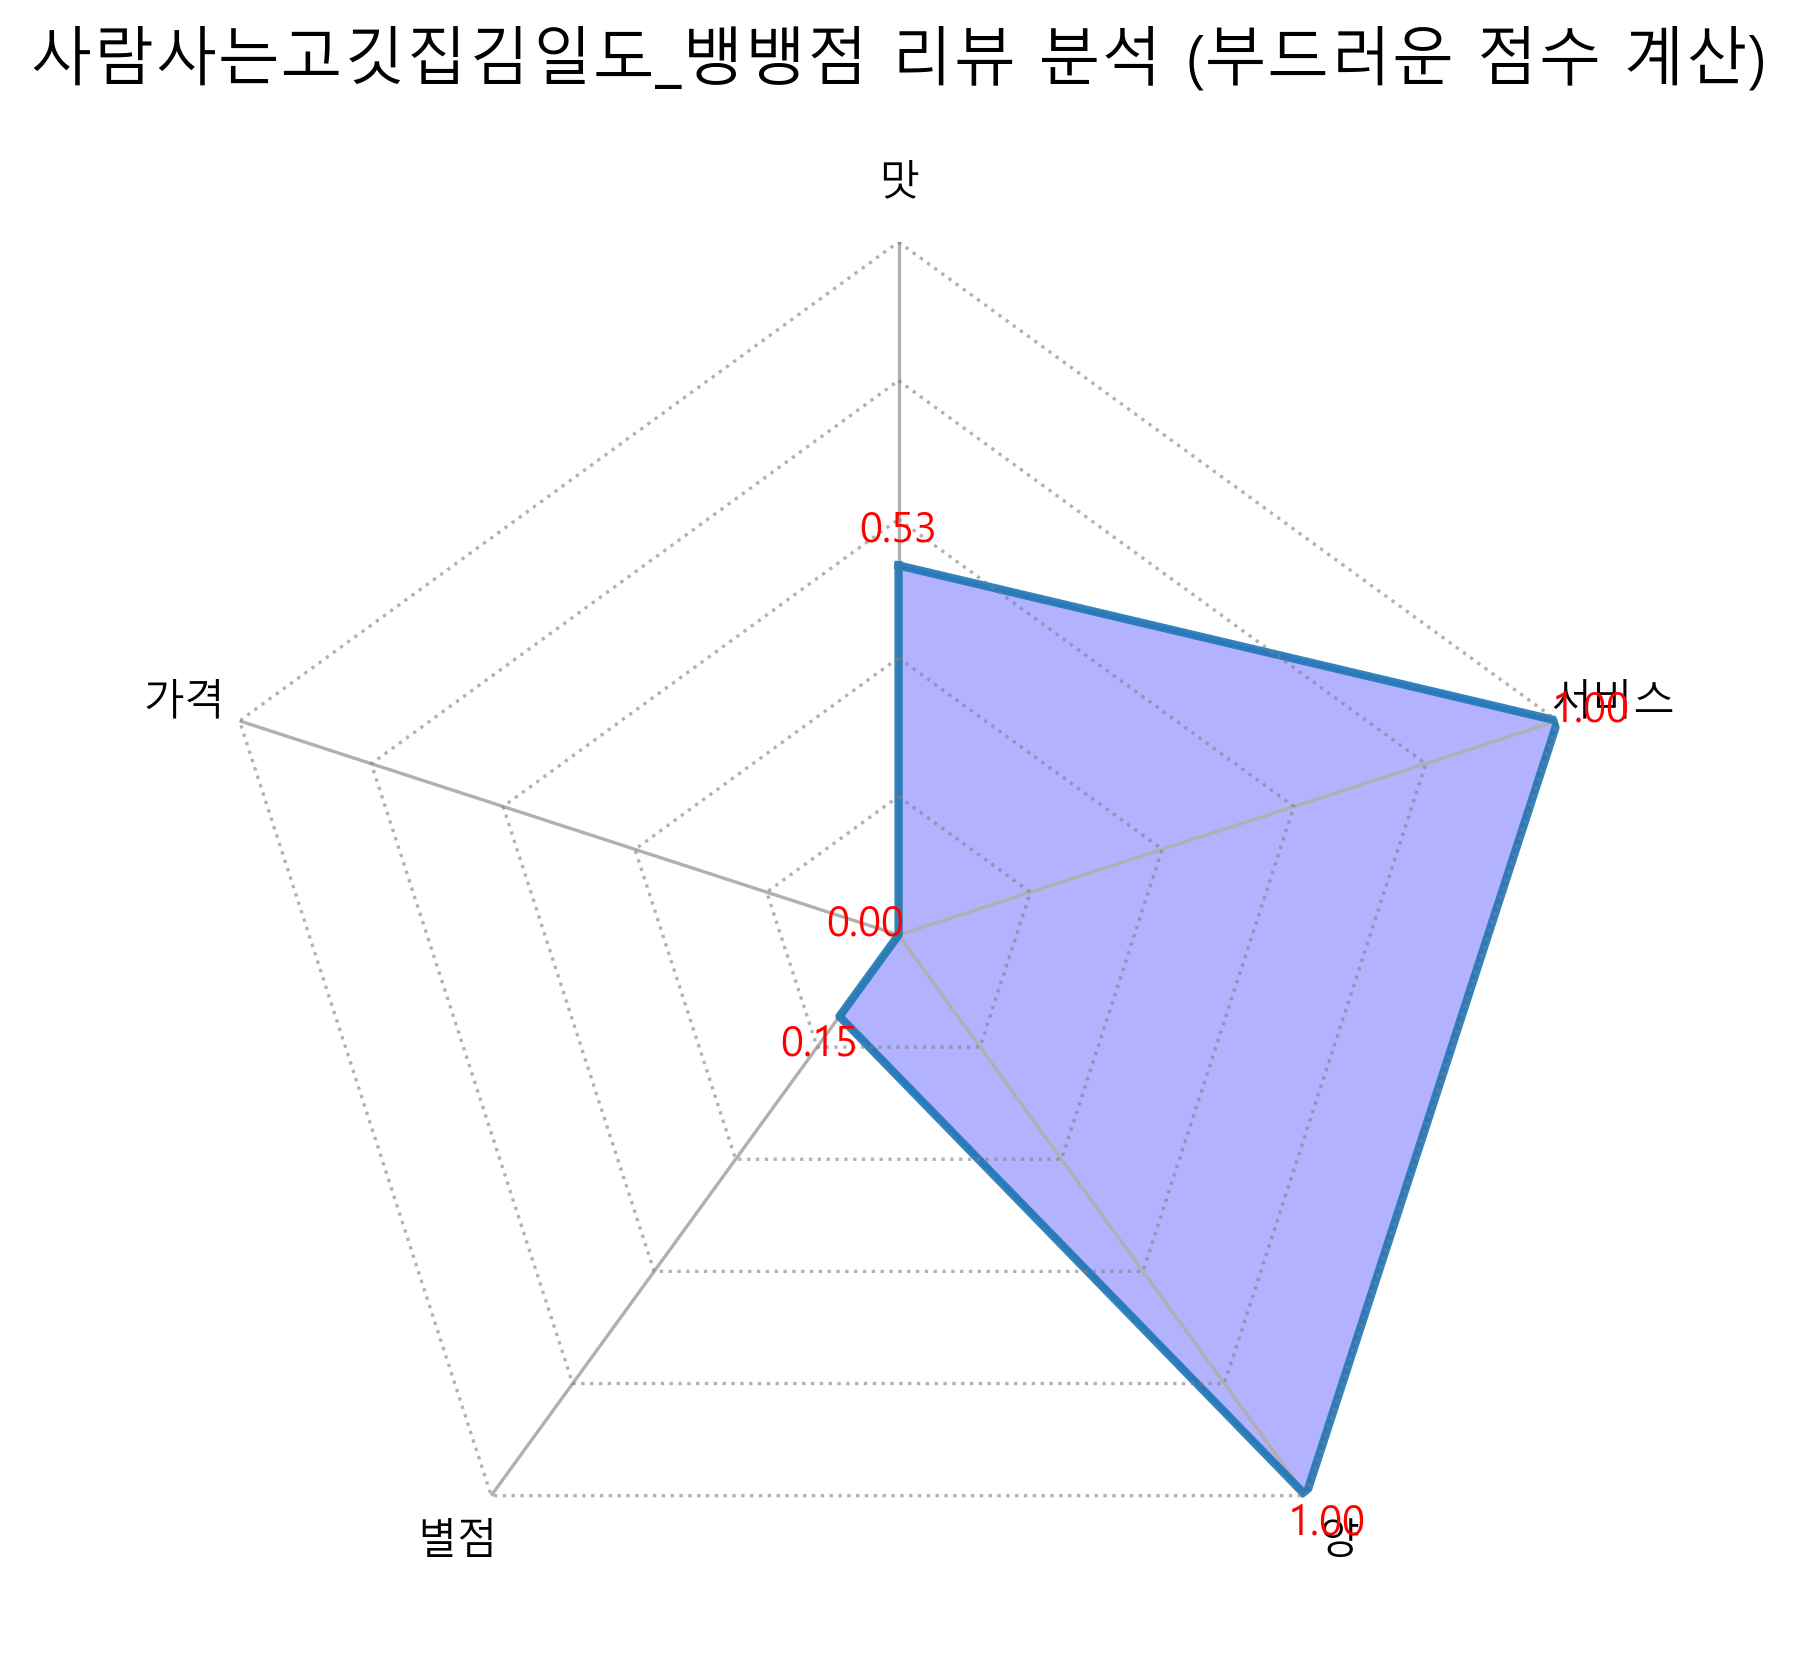 사람사는고깃집김일도_뱅뱅점 리뷰 분석 (부드러운 점수 계산)
맛
0.53
가격
서비스
1.00
0.00
0.15
1.00
양
별점